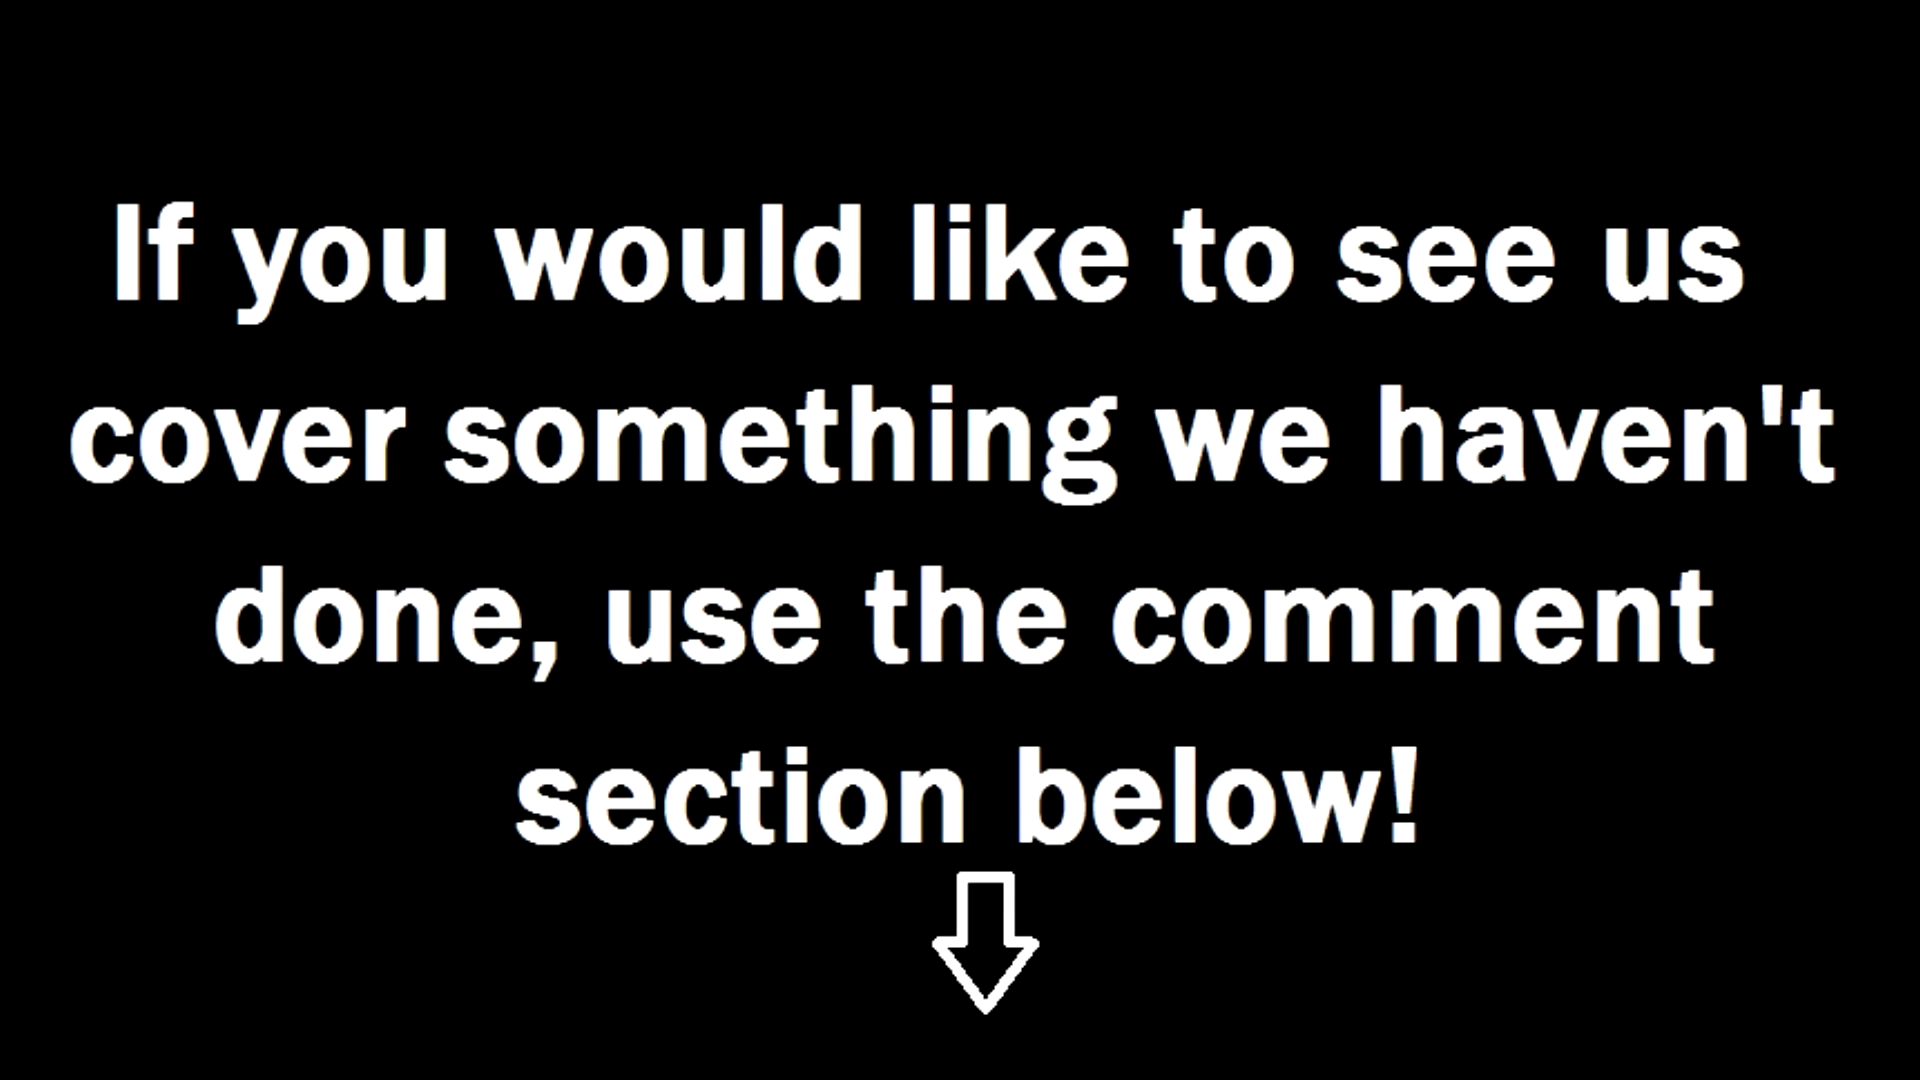 If you would like to see us
cover something we haven't
done, use the comment
section below!